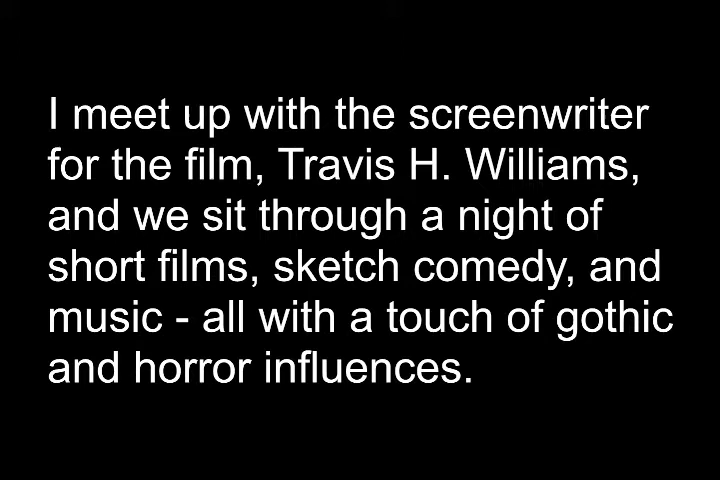 I meet up with the screenwriter
for the film, Travis H. Williams,
and we sit through a night of
short films, sketch comedy, and
music - all with a touch of gothic
and horror influences.